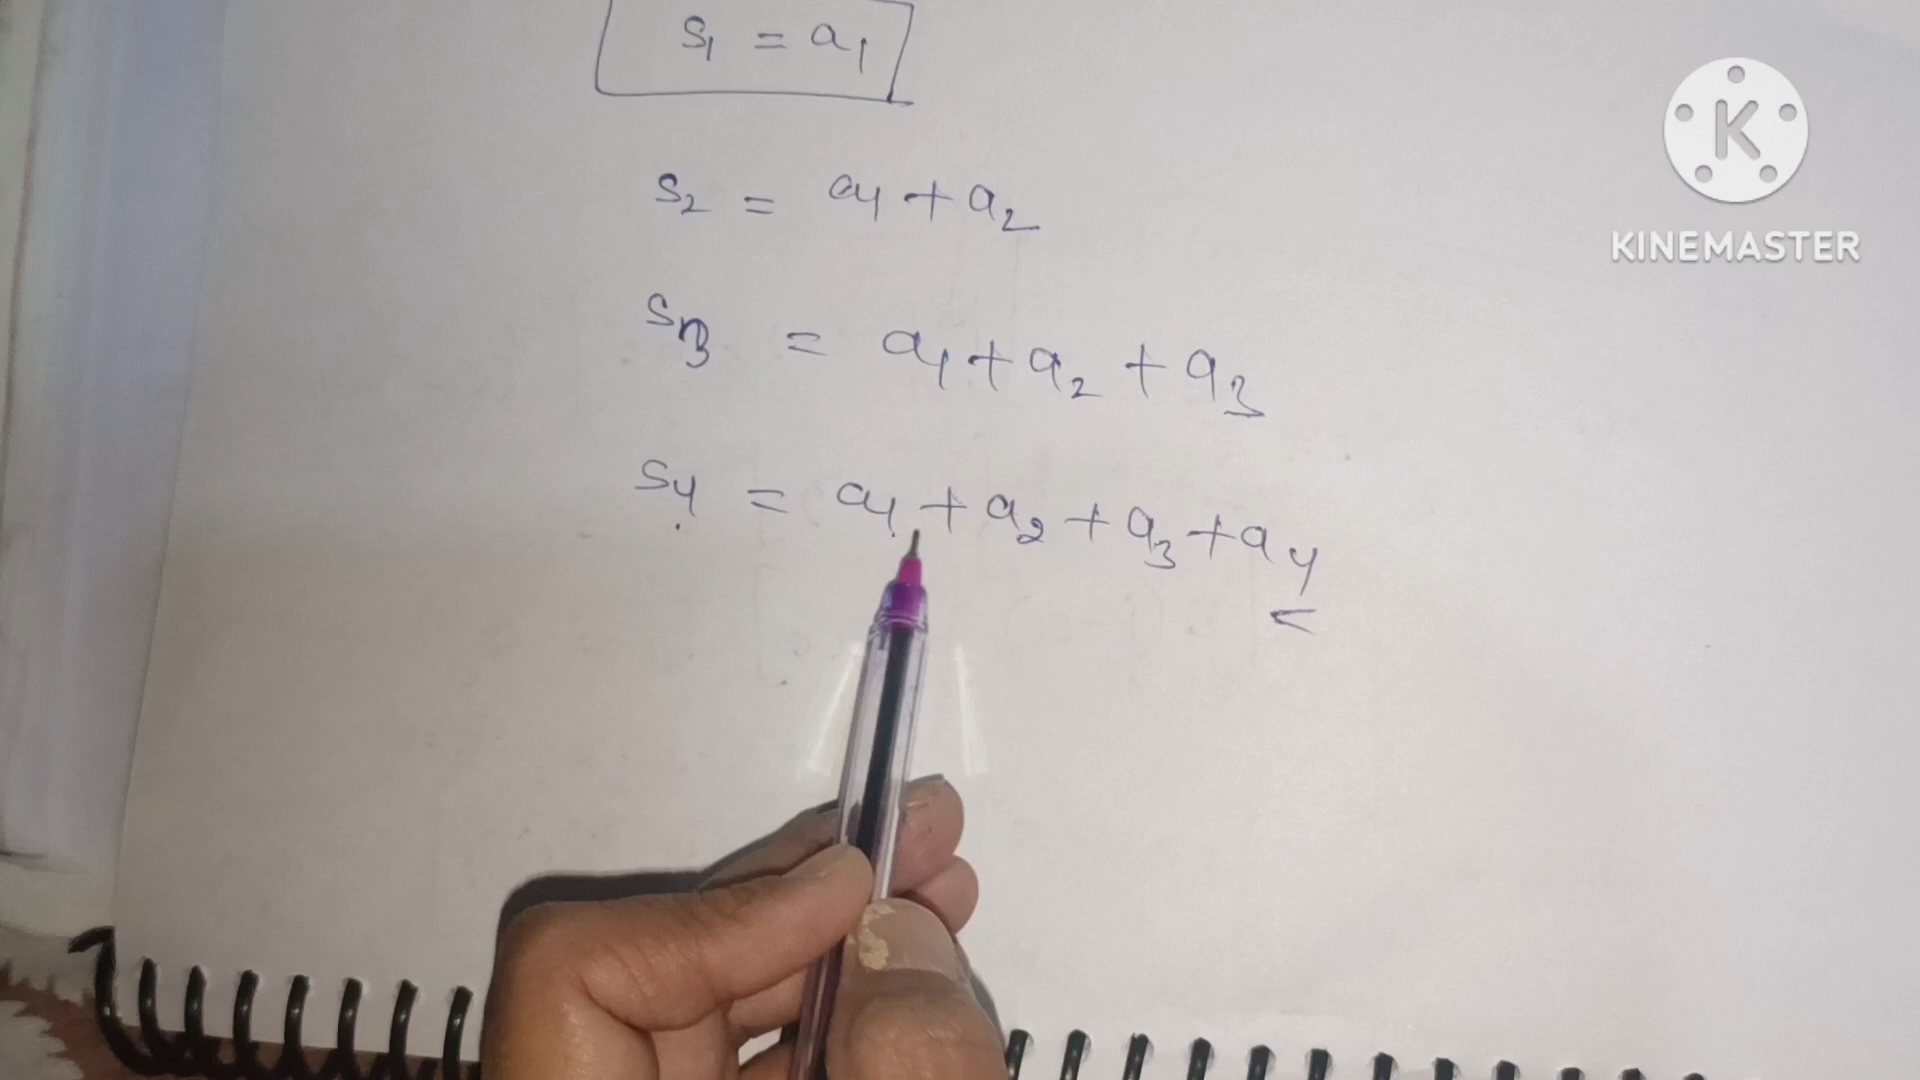 S1 = a1
S2 = a1 + a2
S3 = a1 + a2 + a3
S4 = a1 + a2 + a3 + a4
K
KINEMASTER